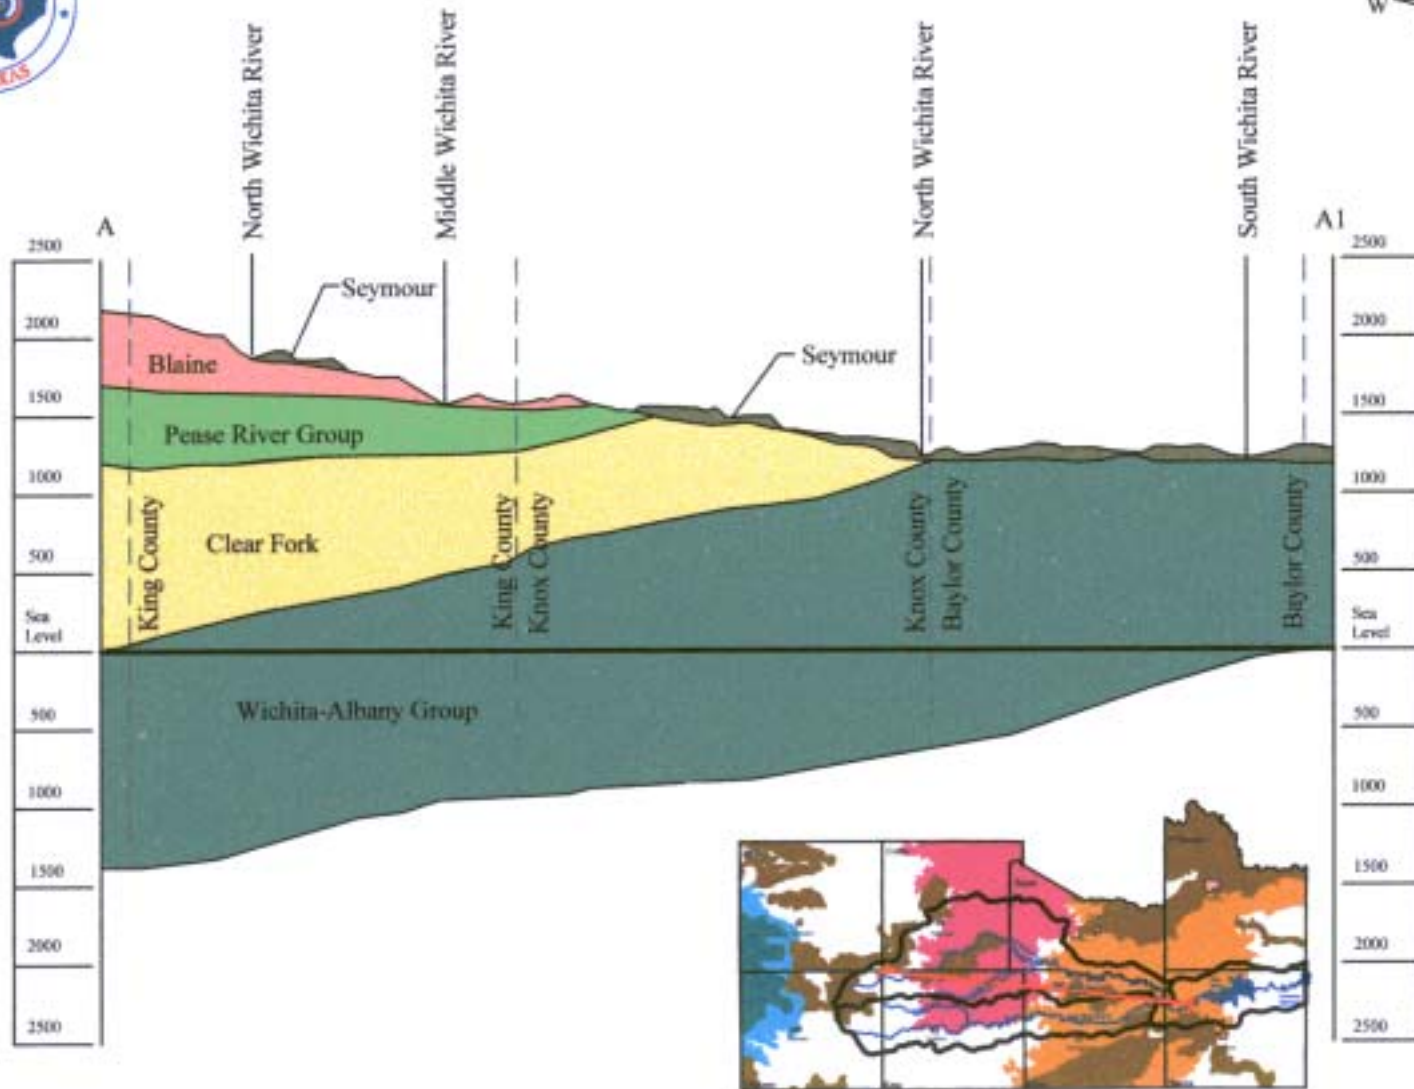 W
XAS
North Wichita River
Middle Wichita River
North Wichita River
South Wichita River
A
A1
2500
2000
1500
1000
500
Sea
Level
500
1000
1500
2000
2500
Seymour
Seymour
Blaine
Pease River Group
Clear Fork
Wichita-Albany Group
King County
King County
Knox County
Knox County
Baylor County
Baylor County
2500
2000
1500
1000
500
Sea
Level
500
1000
1500
2000
2500